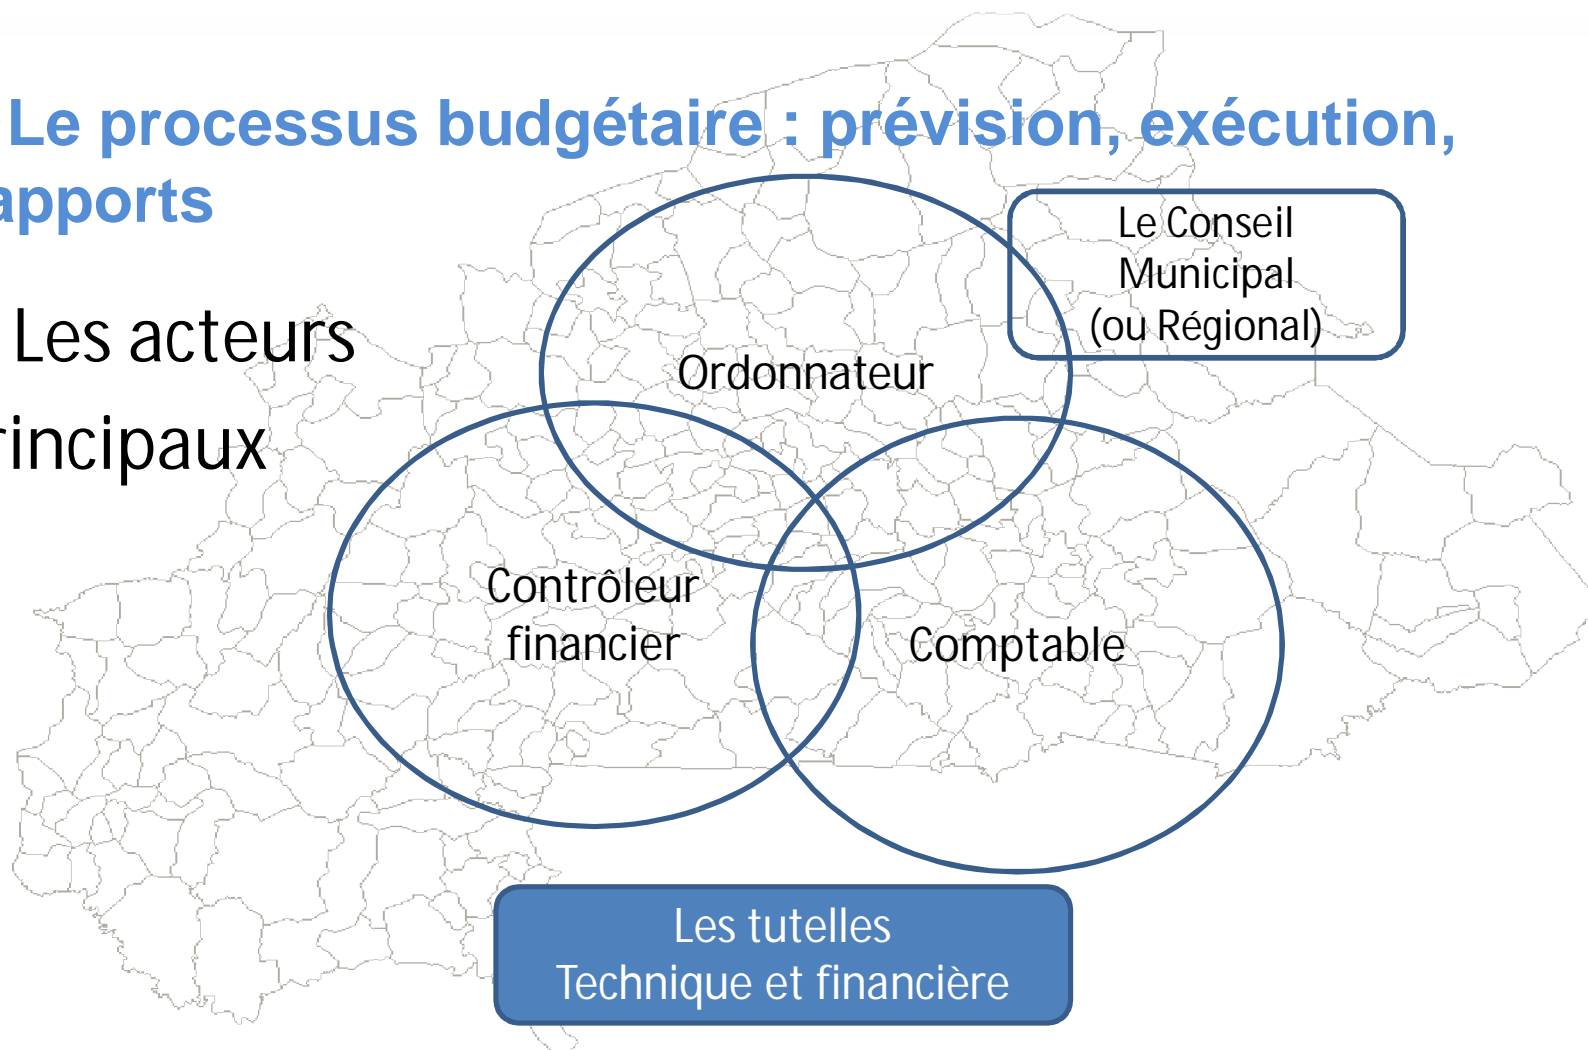 Le processus budgétaire : prévision, exécution,
apports
Les acteurs
rincipaux
Le Conseil
Municipal
(ou Régional)
Ordonnateur
Contrôleur
financier
Comptable
Les tutelles
Technique et financière